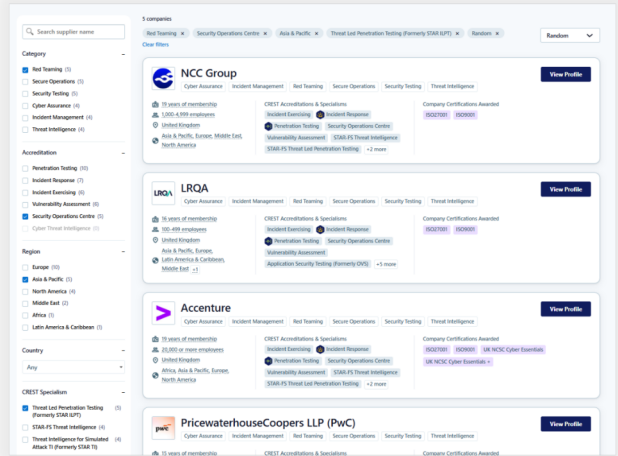 Search supplier name
Category
Red Teaming (5)
Secure Operations (5)
Security Testing (5)
Cyber Assurance (4)
Incident Management (4)
Threat Intelligence (4)
Accreditation
Penetration Testing (10)
Incident Response (7)
Incident Exercising (6)
Vulnerability Assessment (6)
Security Operations Centre (5)
Cyber Threat Intelligence
Region
Europe (10)
Asia & Pacific (5)
North America (4)
Middle East (2)
Africa (1)
Latin America & Caribbean (1)
Country
Any
CREST Specialism
Threat Led Penetration Testing (5)
(Formerly STAR ILPT)
STAR-FS Threat Intelligence (4)
Threat Intelligence for Simulated (4)
Attack TI (Formerly STAR TI)
5 companies
Red Teaming × Security Operations Centre × Asia & Pacific × Threat Led Penetration Testing (Formerly STAR ILPT) × Random ×
Clear filters
Random
NCC Group
View Profile
Cyber Assurance Incident Management Red Teaming Secure Operations Security Testing Threat Intelligence
19 years of membership
1,000-4,999 employees
United Kingdom
Asia & Pacific, Europe, Middle East,
North America
CREST Accreditations & Specialisms
Incident Exercising Incident Response
Penetration Testing Security Operations Centre
Vulnerability Assessment STAR-FS Threat Intelligence
STAR-FS Threat Led Penetration Testing +2 more
Company Certifications Awarded
ISO27001 ISO9001
LRQA
LRQA
View Profile
Cyber Assurance Incident Management Red Teaming Secure Operations Security Testing Threat Intelligence
16 years of membership
100-499 employees
United Kingdom
Asia & Pacific, Europe,
Latin America & Caribbean,
Middle East +1
CREST Accreditations & Specialisms
Incident Exercising Incident Response
Penetration Testing Security Operations Centre
Vulnerability Assessment
Application Security Testing (Formerly OVS) +5 more
Company Certifications Awarded
ISO27001 ISO9001
Accenture
View Profile
Cyber Assurance Incident Management Red Teaming Secure Operations Security Testing Threat Intelligence
19 years of membership
20,000 or more employees
United Kingdom
Africa, Asia & Pacific, Europe,
North America
CREST Accreditations & Specialisms
Incident Exercising Incident Response
Penetration Testing Security Operations Centre
Vulnerability Assessment STAR-FS Threat Intelligence
STAR-FS Threat Led Penetration Testing +2 more
Company Certifications Awarded
ISO27001 ISO9001 UK NCSC Cyber Essentials
UK NCSC Cyber Essentials +
pwc
PricewaterhouseCoopers LLP (PwC)
View Profile
Cyber Assurance Incident Management Red Teaming Secure Operations Security Testing Threat Intelligence
15 years of membership
CREST Accreditations & Specialisms
Company Certifications Awarded